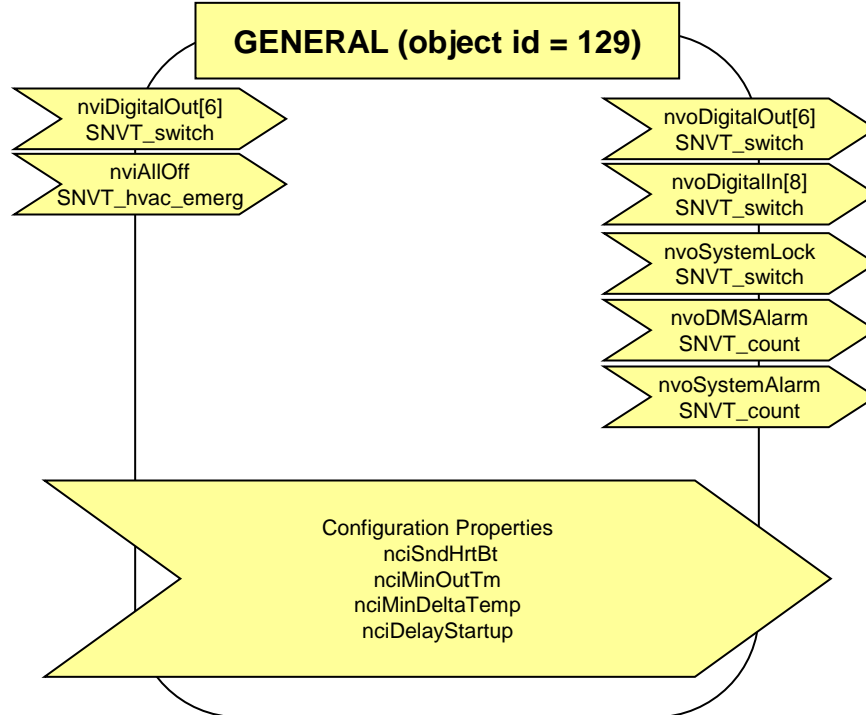 GENERAL (object id = 129)
nviDigitalOut[6]
SNVT_switch
nviAllOff
SNVT_hvac_emerg
nvoDigitalOut[6]
SNVT_switch
nvoDigitalIn[8]
SNVT_switch
nvoSystemLock
SNVT_switch
nvoDMSAlarm
SNVT_count
nvoSystemAlarm
SNVT_count
Configuration Properties
nciSndHrtBt
nciMinOutTm
nciMinDeltaTemp
nciDelayStartup